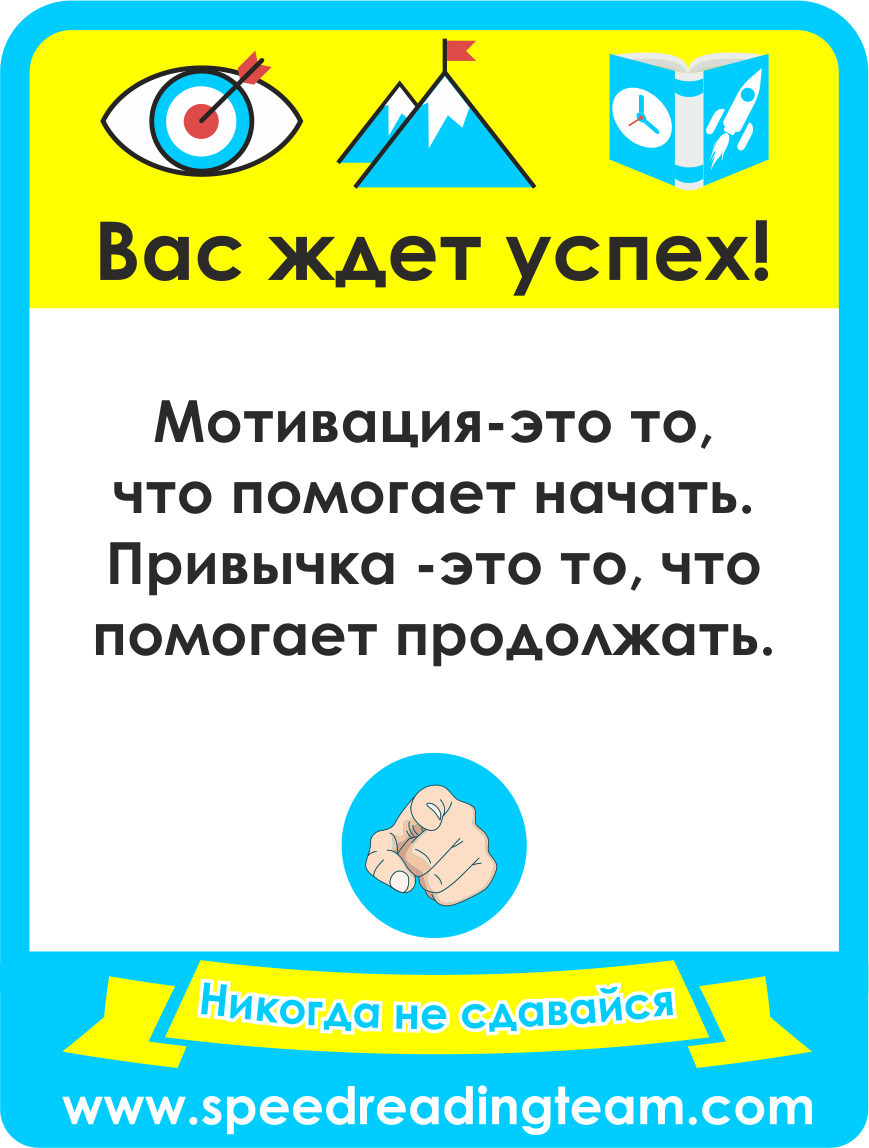 Вас ждет успех!
Мотивация-это то,
что помогает начать.
Привычка -это то, что
помогает продолжать.
Никогда не сдавайся
www.speedreadingteam.com